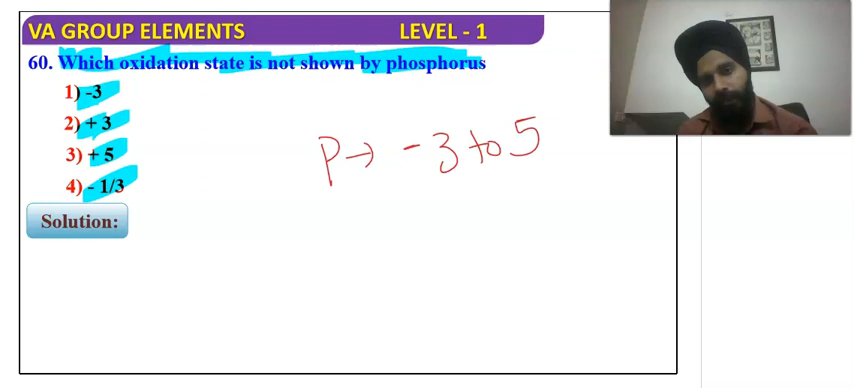 VA GROUP ELEMENTS LEVEL - 1
60. Which oxidation state is not shown by phosphorus
1) -3
2) + 3
3) + 5
4) - 1/3
P → - 3 to 5
Solution: